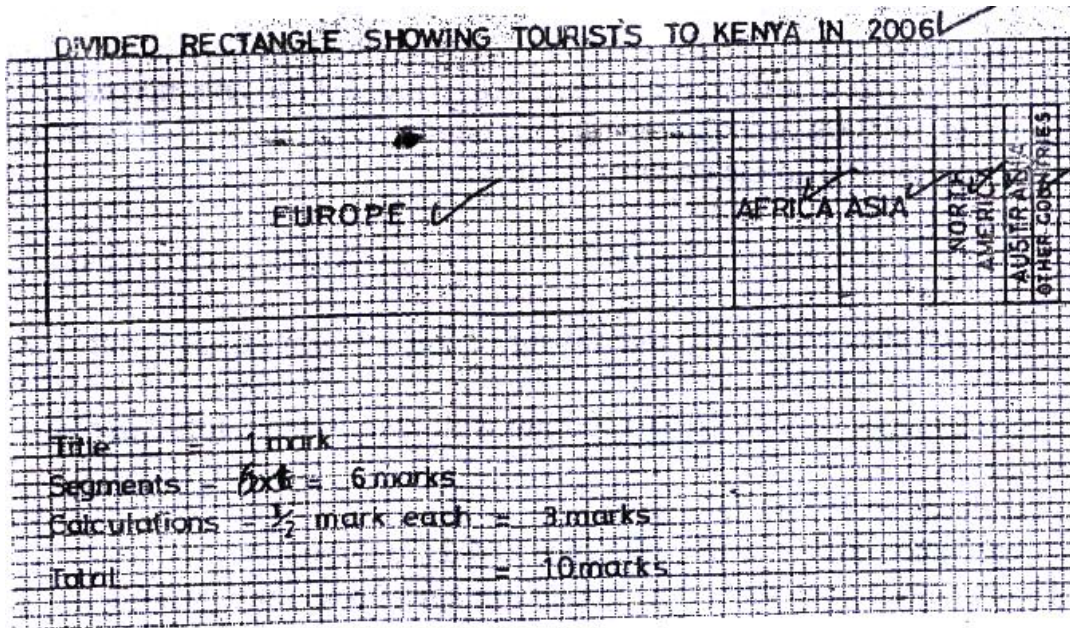 DIVIDED RECTANGLE SHOWING TOURISTS TO KENYA IN 2006
EUROPE
AFRICA
ASIA
NORTH
AMERICA
AUSTRALIA
OTHER COUNTRIES
Title = 1 mark
Segments = = 6 marks
Calculations = 1/2 mark each = 3 marks
Total = 10 marks